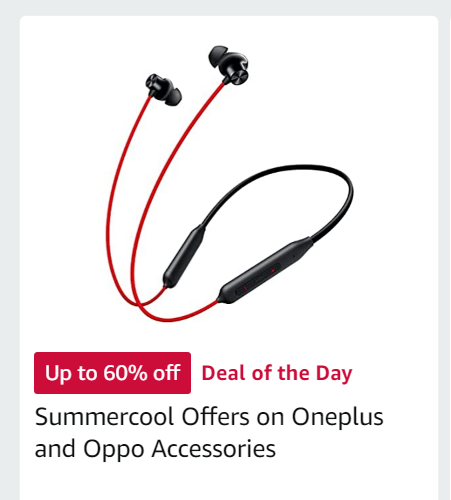 Up to 60% off Deal of the Day
Summercool Offers on Oneplus
and Oppo Accessories